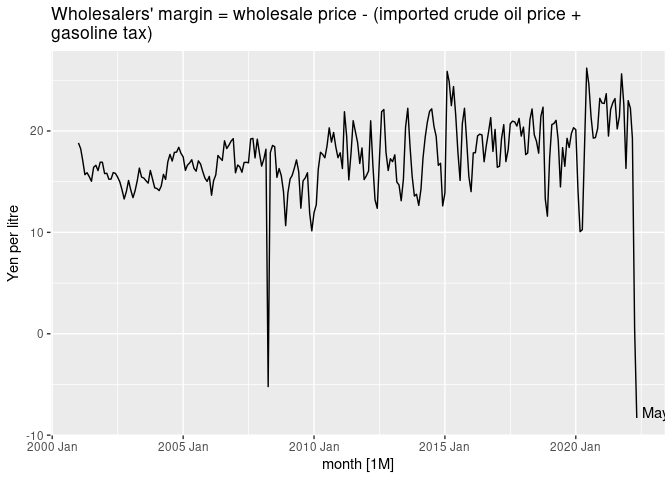 Wholesalers' margin = wholesale price - (imported crude oil price +
gasoline tax)
Yen per litre
20
10
0
-10
May
2000 Jan 2005 Jan 2010 Jan 2015 Jan 2020 Jan
month [1M]